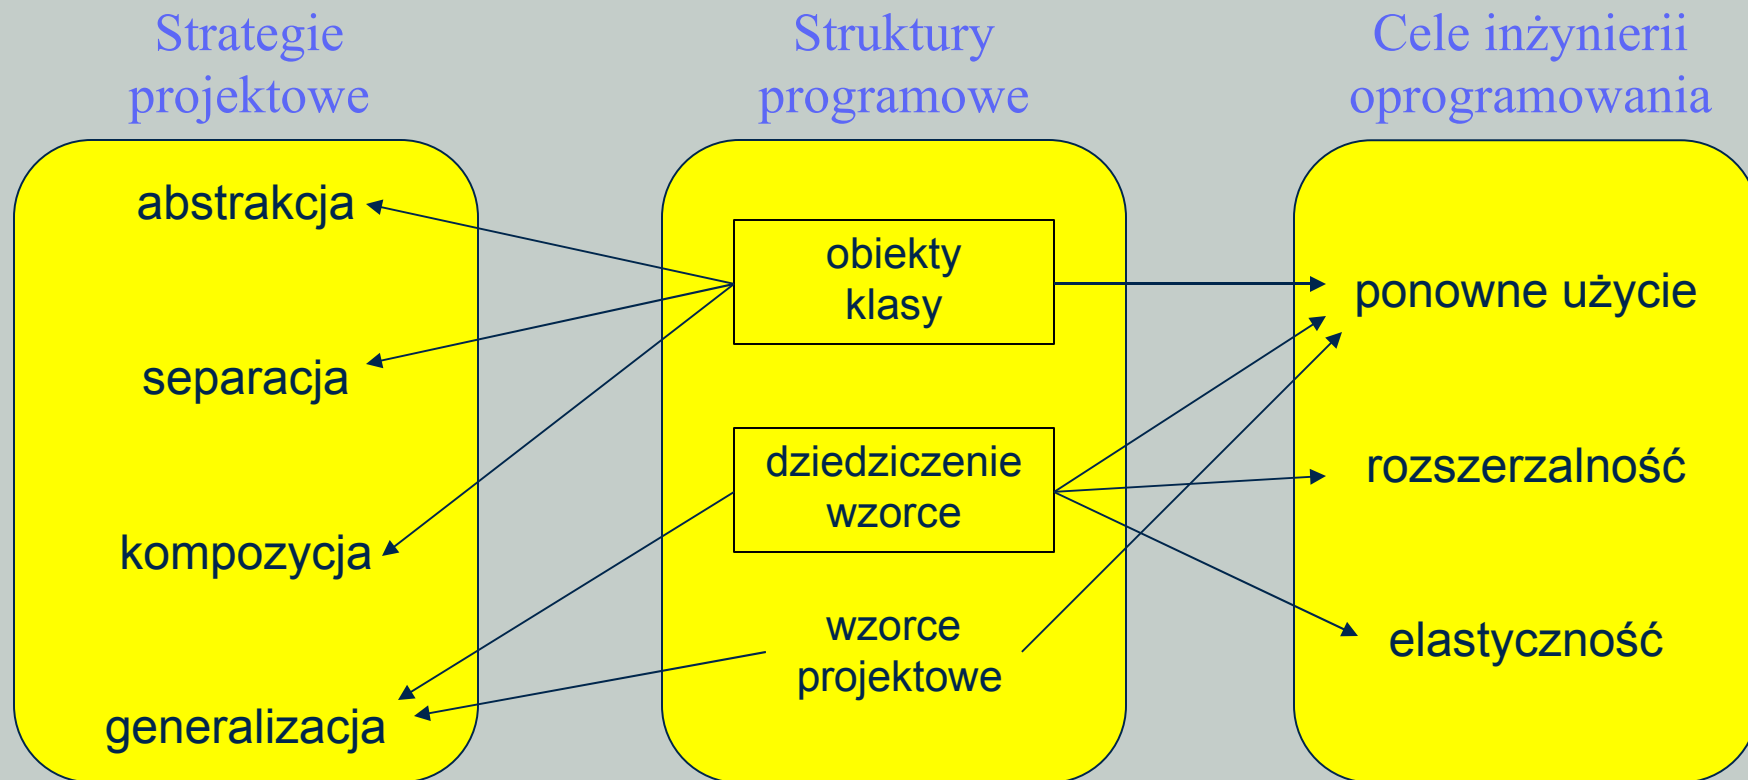 Strategie
projektowe
Struktury
programowe
Cele inżynierii
oprogramowania
abstrakcja
separacja
kompozycja
generalizacja
obiekty
klasy
dziedziczenie
wzorce
wzorce
projektowe
ponowne użycie
rozszerzalność
elastyczność